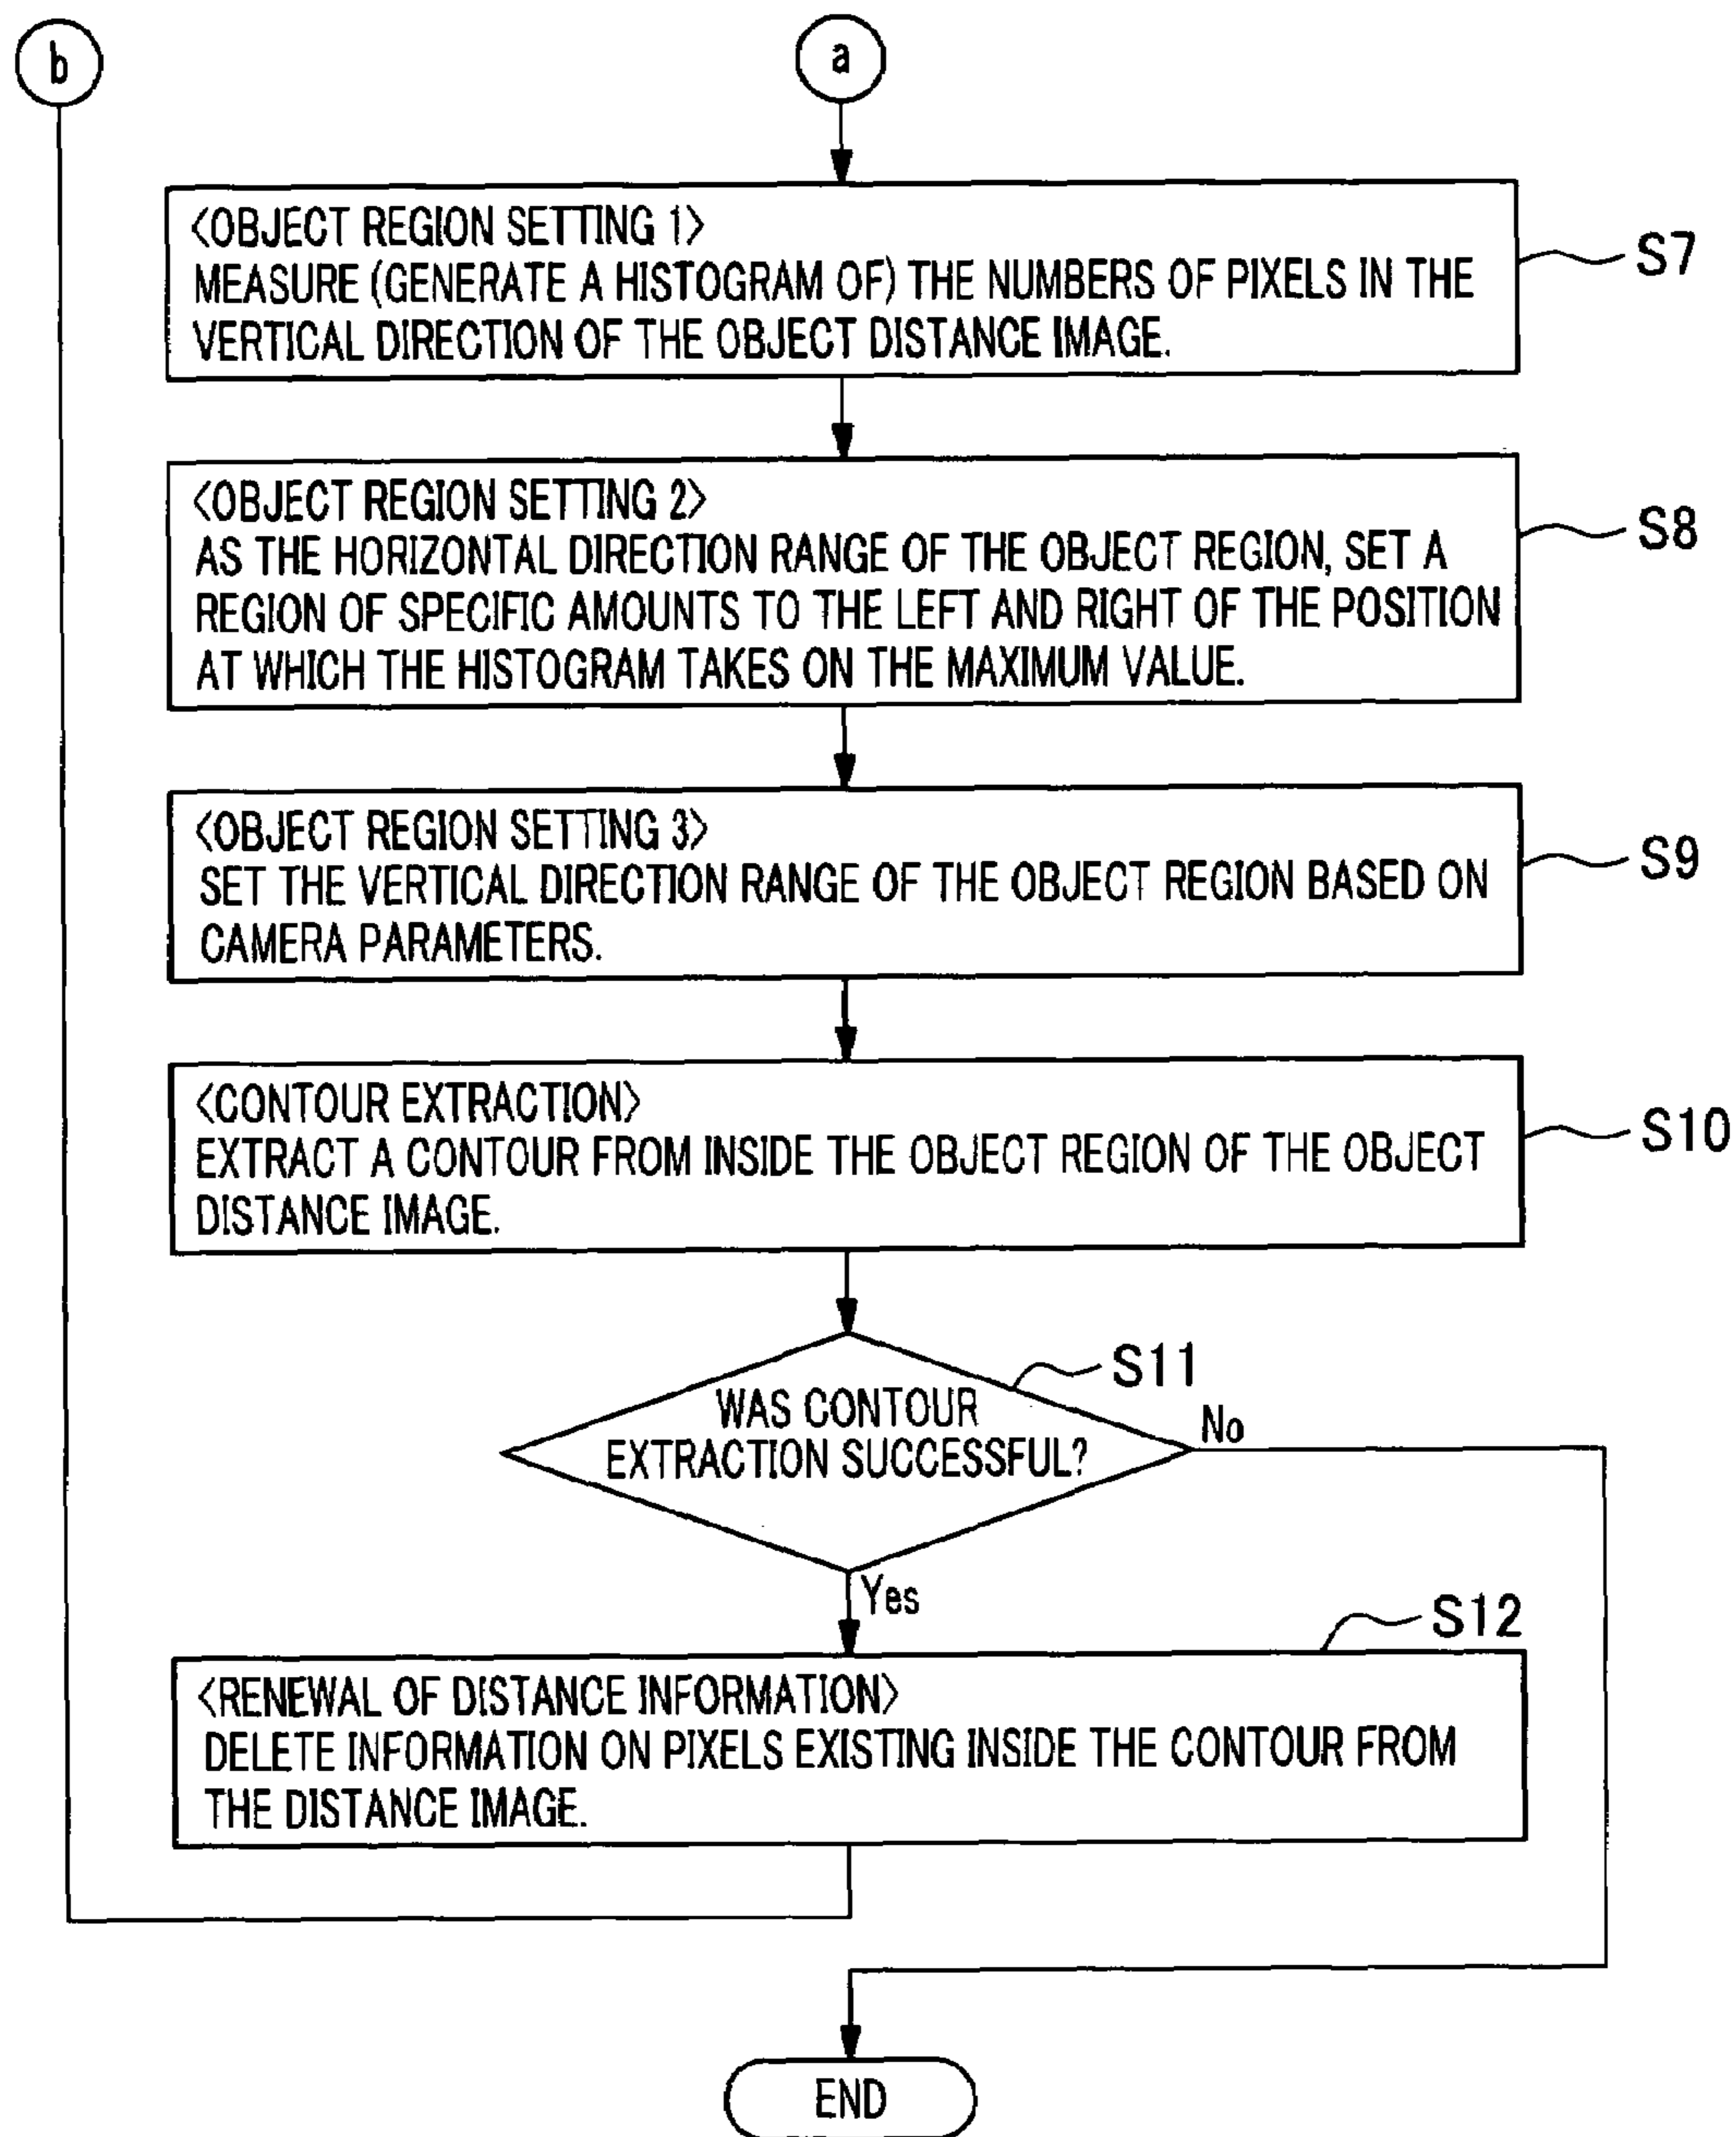 b
a
<OBJECT REGION SETTING 1>
MEASURE (GENERATE A HISTOGRAM OF) THE NUMBERS OF PIXELS IN THE
VERTICAL DIRECTION OF THE OBJECT DISTANCE IMAGE.
S7
<OBJECT REGION SETTING 2>
AS THE HORIZONTAL DIRECTION RANGE OF THE OBJECT REGION, SET A
REGION OF SPECIFIC AMOUNTS TO THE LEFT AND RIGHT OF THE POSITION
AT WHICH THE HISTOGRAM TAKES ON THE MAXIMUM VALUE.
S8
<OBJECT REGION SETTING 3>
SET THE VERTICAL DIRECTION RANGE OF THE OBJECT REGION BASED ON
CAMERA PARAMETERS.
S9
<CONTOUR EXTRACTION>
EXTRACT A CONTOUR FROM INSIDE THE OBJECT REGION OF THE OBJECT
DISTANCE IMAGE.
S10
S11
WAS CONTOUR
EXTRACTION SUCCESSFUL?
No
Yes
S12
<RENEWAL OF DISTANCE INFORMATION>
DELETE INFORMATION ON PIXELS EXISTING INSIDE THE CONTOUR FROM
THE DISTANCE IMAGE.
END